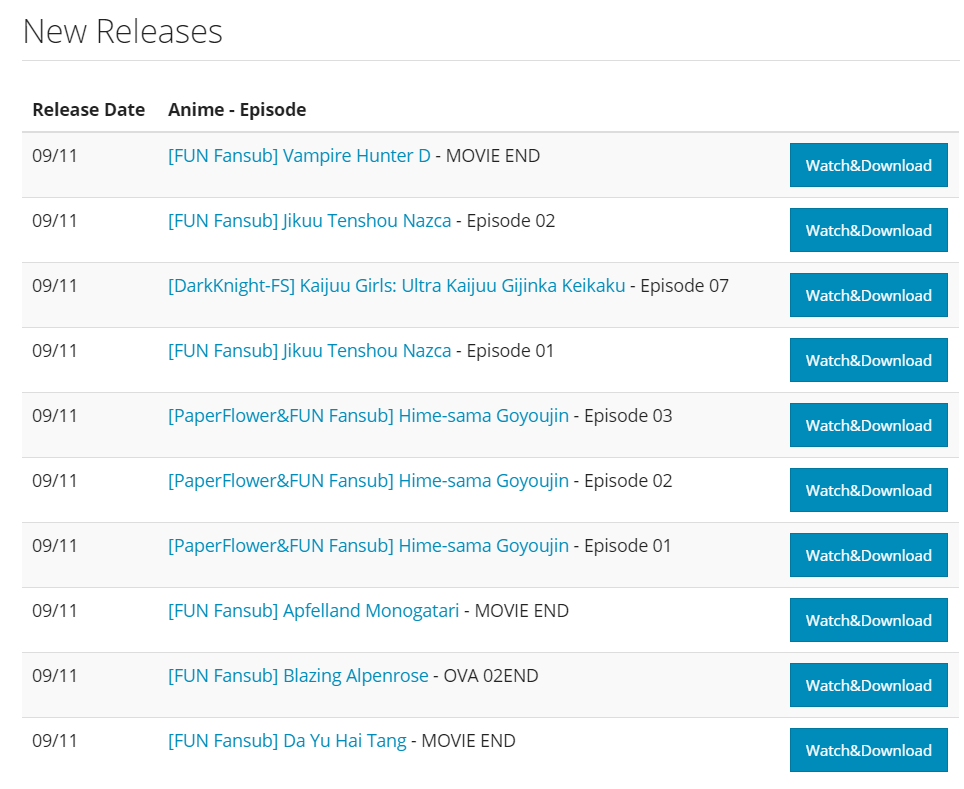 New Releases
Release Date Anime - Episode
09/11 [FUN Fansub] Vampire Hunter D - MOVIE END Watch&Download
09/11 [FUN Fansub] Jikuu Tenshou Nazca - Episode 02 Watch&Download
09/11 [DarkKnight-FS] Kaijuu Girls: Ultra Kaijuu Gijinka Keikaku - Episode 07 Watch&Download
09/11 [FUN Fansub] Jikuu Tenshou Nazca - Episode 01 Watch&Download
09/11 [PaperFlower&FUN Fansub] Hime-sama Goyoujin - Episode 03 Watch&Download
09/11 [PaperFlower&FUN Fansub] Hime-sama Goyoujin - Episode 02 Watch&Download
09/11 [PaperFlower&FUN Fansub] Hime-sama Goyoujin - Episode 01 Watch&Download
09/11 [FUN Fansub] Apfelland Monogatari - MOVIE END Watch&Download
09/11 [FUN Fansub] Blazing Alpenrose - OVA 02END Watch&Download
09/11 [FUN Fansub] Da Yu Hai Tang - MOVIE END Watch&Download